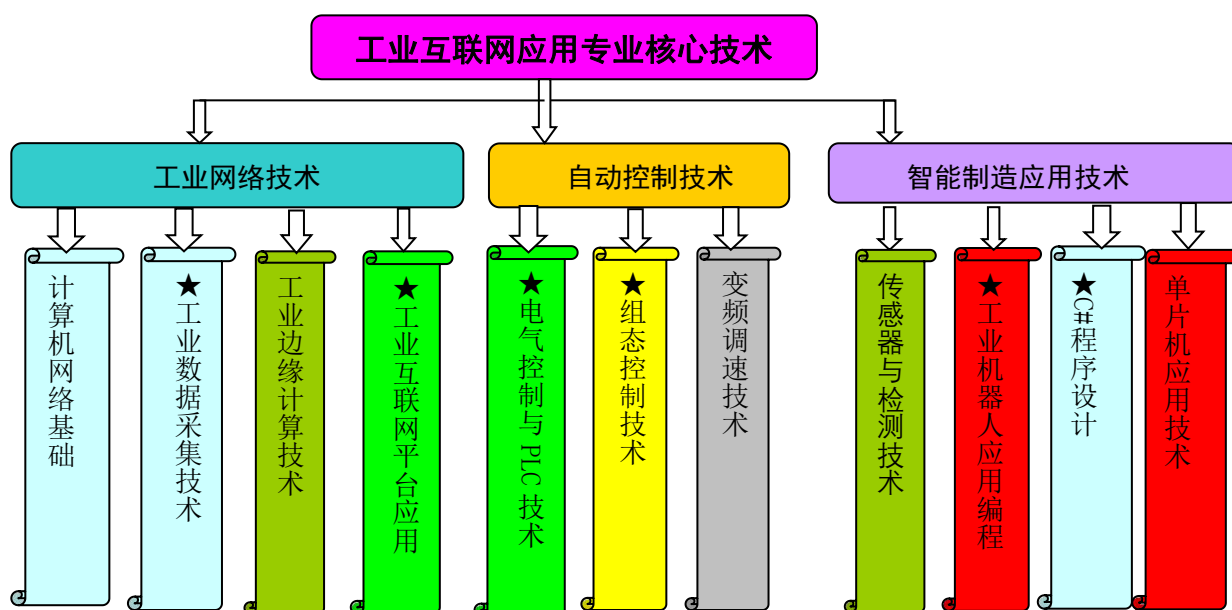 工业互联网应用专业核心技术
工业网络技术
自动控制技术
智能制造应用技术
计算机网络基础
★工业数据采集技术
工业边缘计算技术
★工业互联网平台应用
★电气控制与 PLC 技术
★组态控制技术
变频调速技术
传感器与检测技术
★工业机器人应用编程
★C#程序设计
单片机应用技术